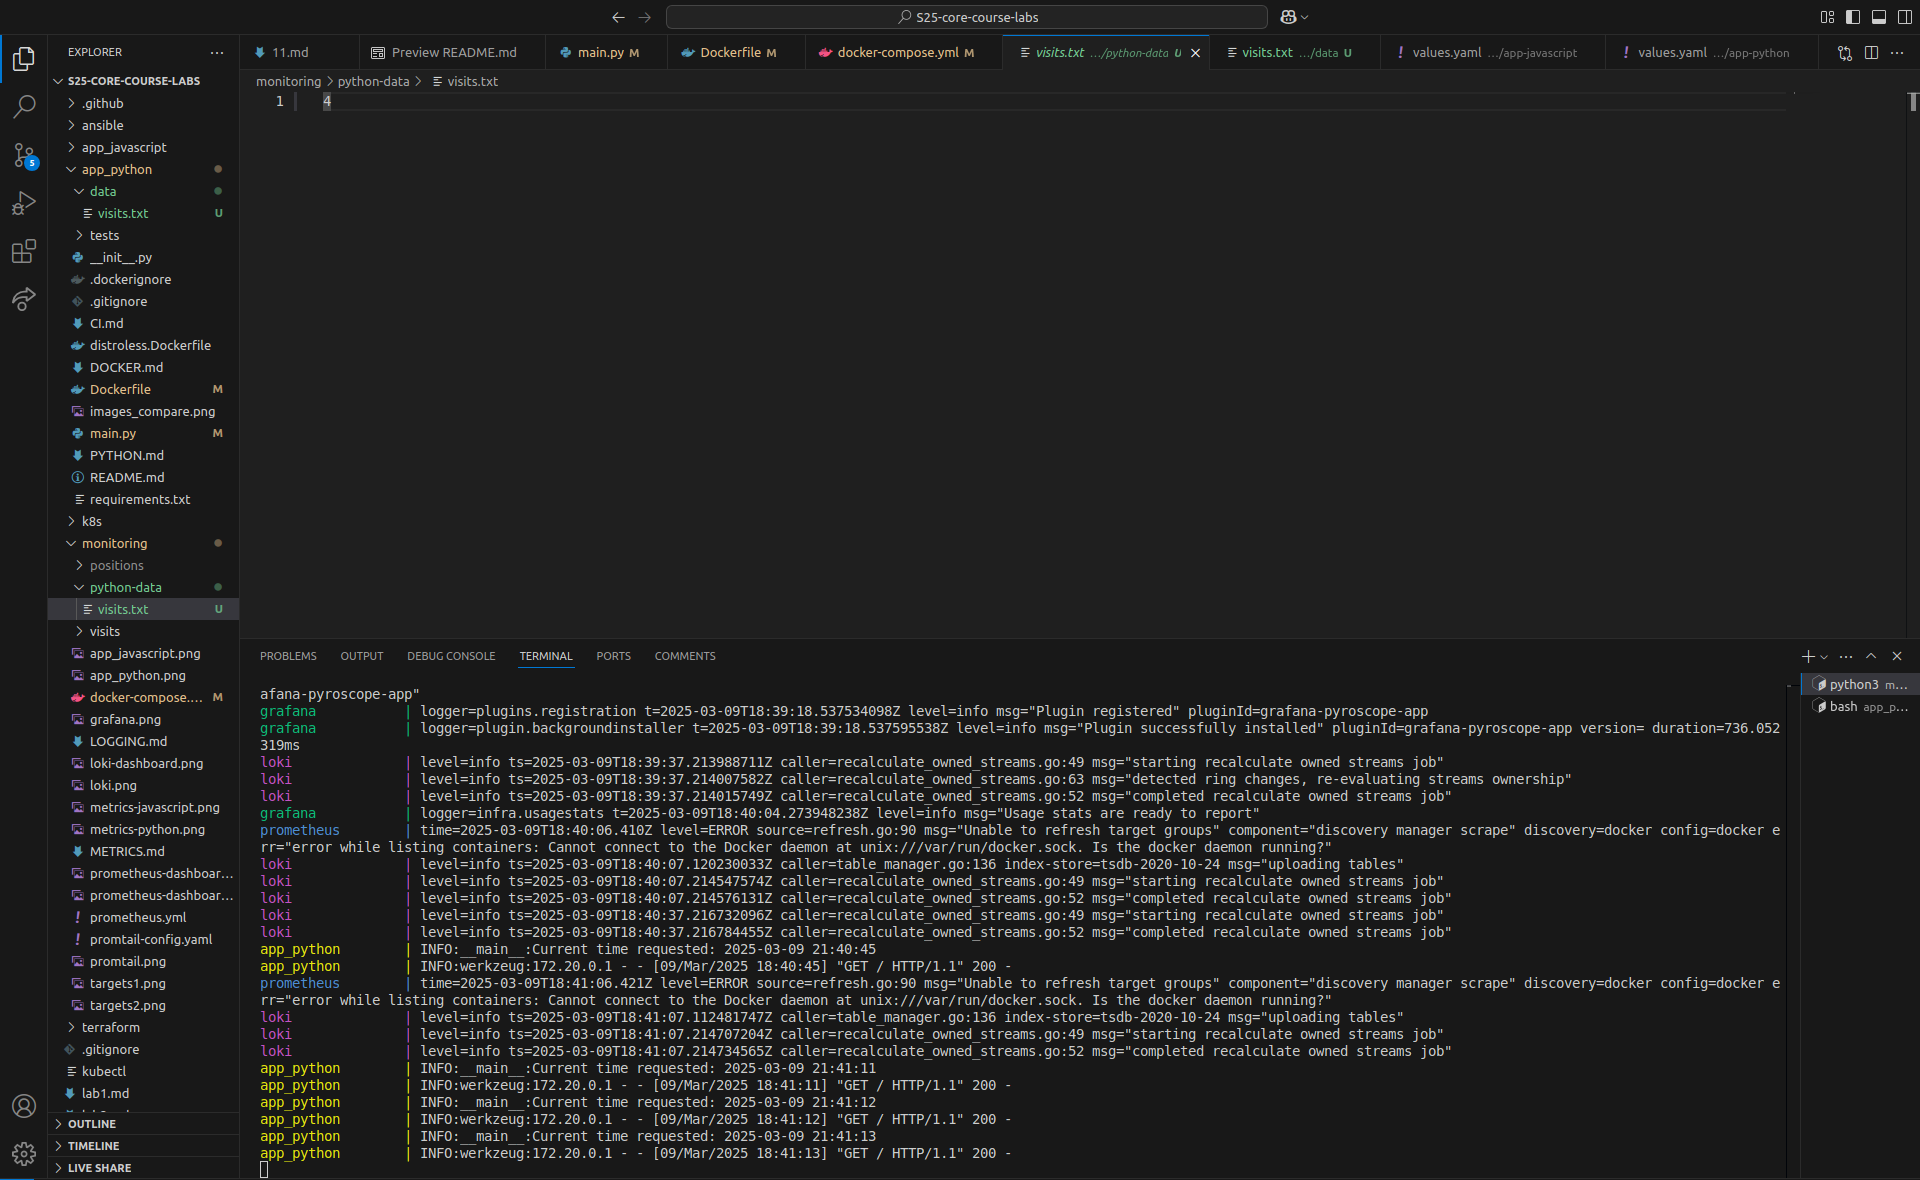 S25-core-course-labs
EXPLORER
11.md
Preview README.md
main.py M
Dockerfile M
docker-compose.yml M
visits.txt .../python-data U
visits.txt .../data U
values.yaml .../app-javascript
values.yaml .../app-python
monitoring > python-data > visits.txt
1 4
S25-CORE-COURSE-LABS
.github
ansible
app_javascript
app_python
data
visits.txt U
tests
__init__.py
.dockerignore
.gitignore
CI.md
distroless.Dockerfile
DOCKER.md
Dockerfile M
images_compare.png
main.py M
PYTHON.md
README.md
requirements.txt
k8s
monitoring
positions
python-data
visits.txt U
visits
app_javascript.png
app_python.png
docker-compose.... M
grafana.png
LOGGING.md
loki-dashboard.png
loki.png
metrics-javascript.png
metrics-python.png
METRICS.md
prometheus-dashboar...
prometheus-dashboar...
prometheus.yml
promtail-config.yaml
promtail.png
targets1.png
targets2.png
terraform
.gitignore
kubectl
lab1.md
OUTLINE
TIMELINE
LIVE SHARE
5
PROBLEMS OUTPUT DEBUG CONSOLE TERMINAL PORTS COMMENTS
python3 m...
bash app_p...
afana-pyroscope-app"
grafana | logger=plugins.registration t=2025-03-09T18:39:18.537534098Z level=info msg="Plugin registered" pluginId=grafana-pyroscope-app
grafana | logger=plugin.backgroundinstaller t=2025-03-09T18:39:18.537595538Z level=info msg="Plugin successfully installed" pluginId=grafana-pyroscope-app version= duration=736.052
319ms
loki | level=info ts=2025-03-09T18:39:37.213988711Z caller=recalculate_owned_streams.go:49 msg="starting recalculate owned streams job"
loki | level=info ts=2025-03-09T18:39:37.214007582Z caller=recalculate_owned_streams.go:63 msg="detected ring changes, re-evaluating streams ownership"
loki | level=info ts=2025-03-09T18:39:37.214015749Z caller=recalculate_owned_streams.go:52 msg="completed recalculate owned streams job"
grafana | logger=infra.usagestats t=2025-03-09T18:40:04.273948238Z level=info msg="Usage stats are ready to report"
prometheus | time=2025-03-09T18:40:06.410Z level=ERROR source=refresh.go:90 msg="Unable to refresh target groups" component="discovery manager scrape" discovery=docker config=docker e
rr="error while listing containers: Cannot connect to the Docker daemon at unix:///var/run/docker.sock. Is the docker daemon running?"
loki | level=info ts=2025-03-09T18:40:07.120230033Z caller=table_manager.go:136 index-store=tsdb-2020-10-24 msg="uploading tables"
loki | level=info ts=2025-03-09T18:40:07.214547574Z caller=recalculate_owned_streams.go:49 msg="starting recalculate owned streams job"
loki | level=info ts=2025-03-09T18:40:07.214576131Z caller=recalculate_owned_streams.go:52 msg="completed recalculate owned streams job"
loki | level=info ts=2025-03-09T18:40:37.216732096Z caller=recalculate_owned_streams.go:49 msg="starting recalculate owned streams job"
loki | level=info ts=2025-03-09T18:40:37.216784455Z caller=recalculate_owned_streams.go:52 msg="completed recalculate owned streams job"
app_python | INFO:__main__:Current time requested: 2025-03-09 21:40:45
app_python | INFO:werkzeug:172.20.0.1 - - [09/Mar/2025 18:40:45] "GET / HTTP/1.1" 200 -
prometheus | time=2025-03-09T18:41:06.421Z level=ERROR source=refresh.go:90 msg="Unable to refresh target groups" component="discovery manager scrape" discovery=docker config=docker e
rr="error while listing containers: Cannot connect to the Docker daemon at unix:///var/run/docker.sock. Is the docker daemon running?"
loki | level=info ts=2025-03-09T18:41:07.112481747Z caller=table_manager.go:136 index-store=tsdb-2020-10-24 msg="uploading tables"
loki | level=info ts=2025-03-09T18:41:07.214707204Z caller=recalculate_owned_streams.go:49 msg="starting recalculate owned streams job"
loki | level=info ts=2025-03-09T18:41:07.214734565Z caller=recalculate_owned_streams.go:52 msg="completed recalculate owned streams job"
app_python | INFO:__main__:Current time requested: 2025-03-09 21:41:11
app_python | INFO:werkzeug:172.20.0.1 - - [09/Mar/2025 18:41:11] "GET / HTTP/1.1" 200 -
app_python | INFO:__main__:Current time requested: 2025-03-09 21:41:12
app_python | INFO:werkzeug:172.20.0.1 - - [09/Mar/2025 18:41:12] "GET / HTTP/1.1" 200 -
app_python | INFO:__main__:Current time requested: 2025-03-09 21:41:13
app_python | INFO:werkzeug:172.20.0.1 - - [09/Mar/2025 18:41:13] "GET / HTTP/1.1" 200 -